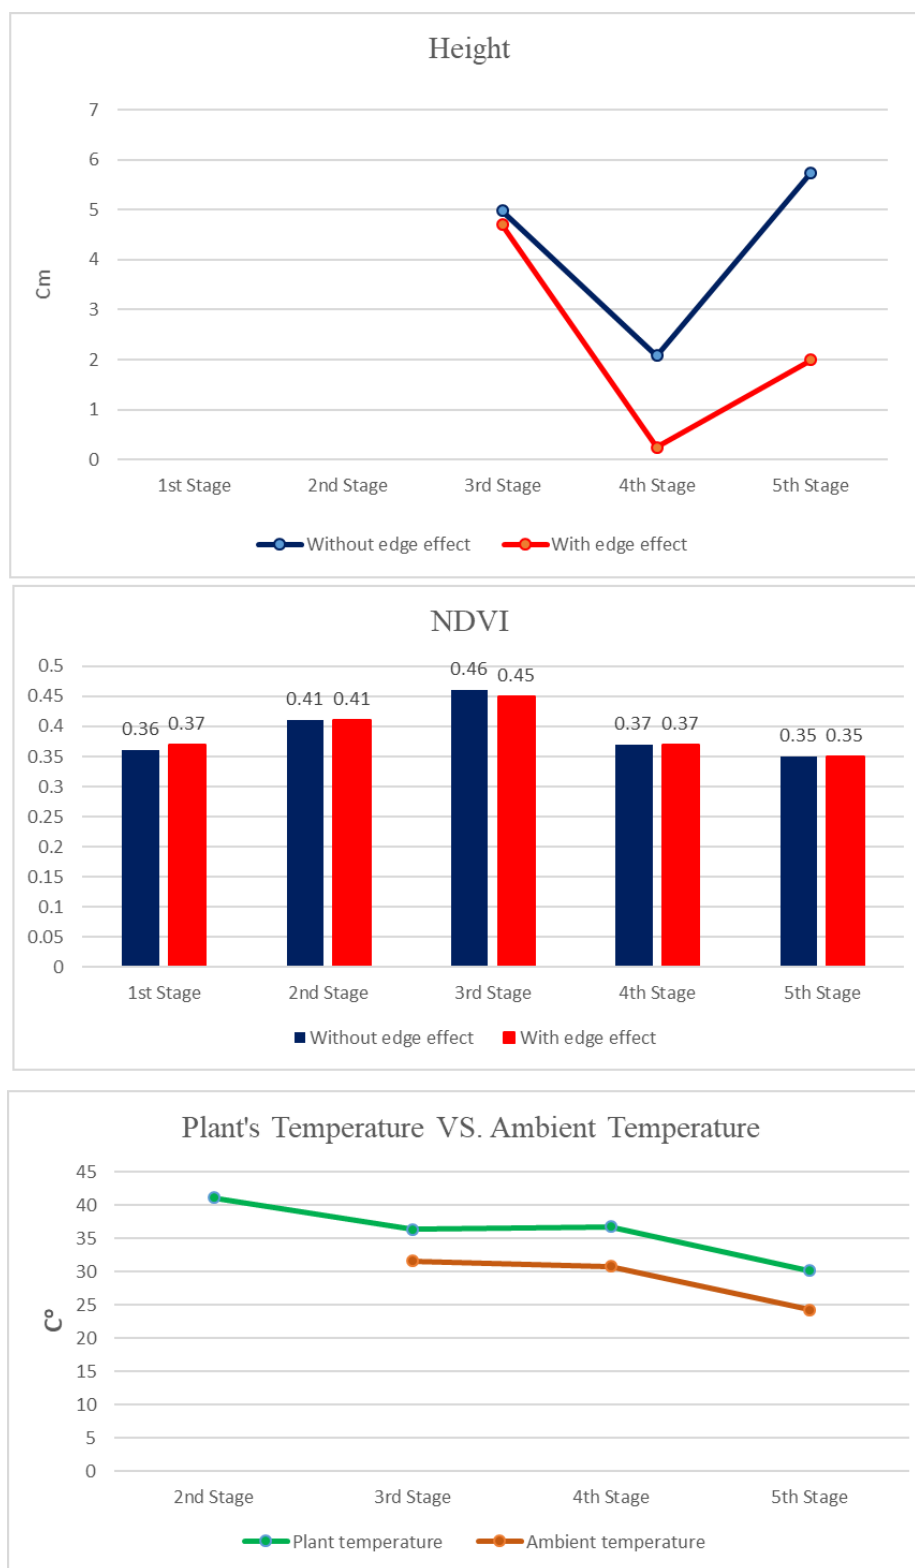 Height
7
6
5
4
3
2
1
0
Cm
1st Stage 2nd Stage 3rd Stage 4th Stage 5th Stage
Without edge effect With edge effect
NDVI
0.5
0.45
0.4
0.35
0.3
0.25
0.2
0.15
0.1
0.05
0
0.36 0.37 0.41 0.41 0.46 0.45 0.37 0.37 0.35 0.35
1st Stage 2nd Stage 3rd Stage 4th Stage 5th Stage
Without edge effect With edge effect
Plant's Temperature VS. Ambient Temperature
45
40
35
30
25
20
15
10
5
0
C°
2nd Stage 3rd Stage 4th Stage 5th Stage
Plant temperature Ambient temperature